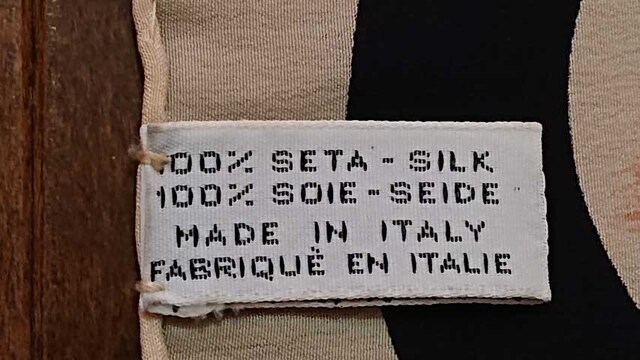 100% SETA - SILK
100% SOIE - SEIDE
MADE IN ITALY
FABRIQUË EN ITALIE